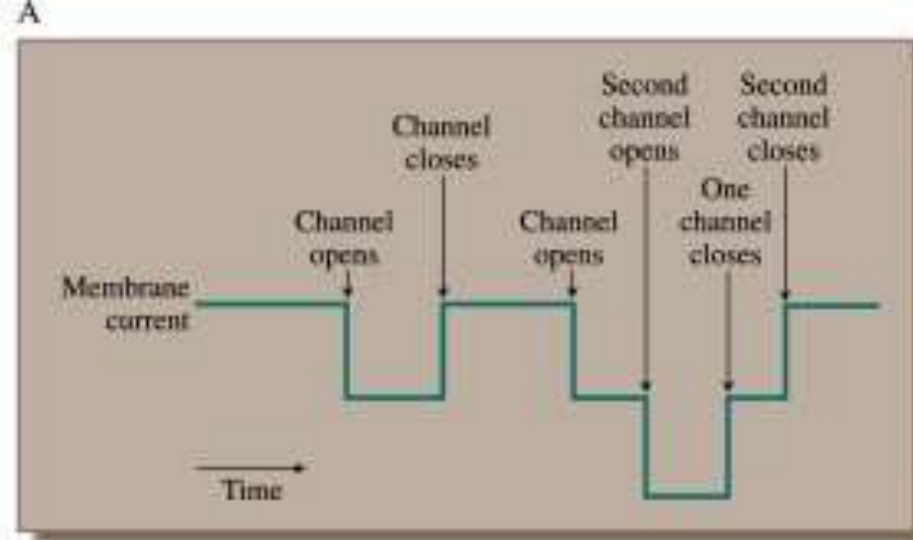 A
Second
channel
opens
Second
channel
closes
Channel
closes
One
channel
closes
Channel
opens
Channel
opens
Membrane
current
Time